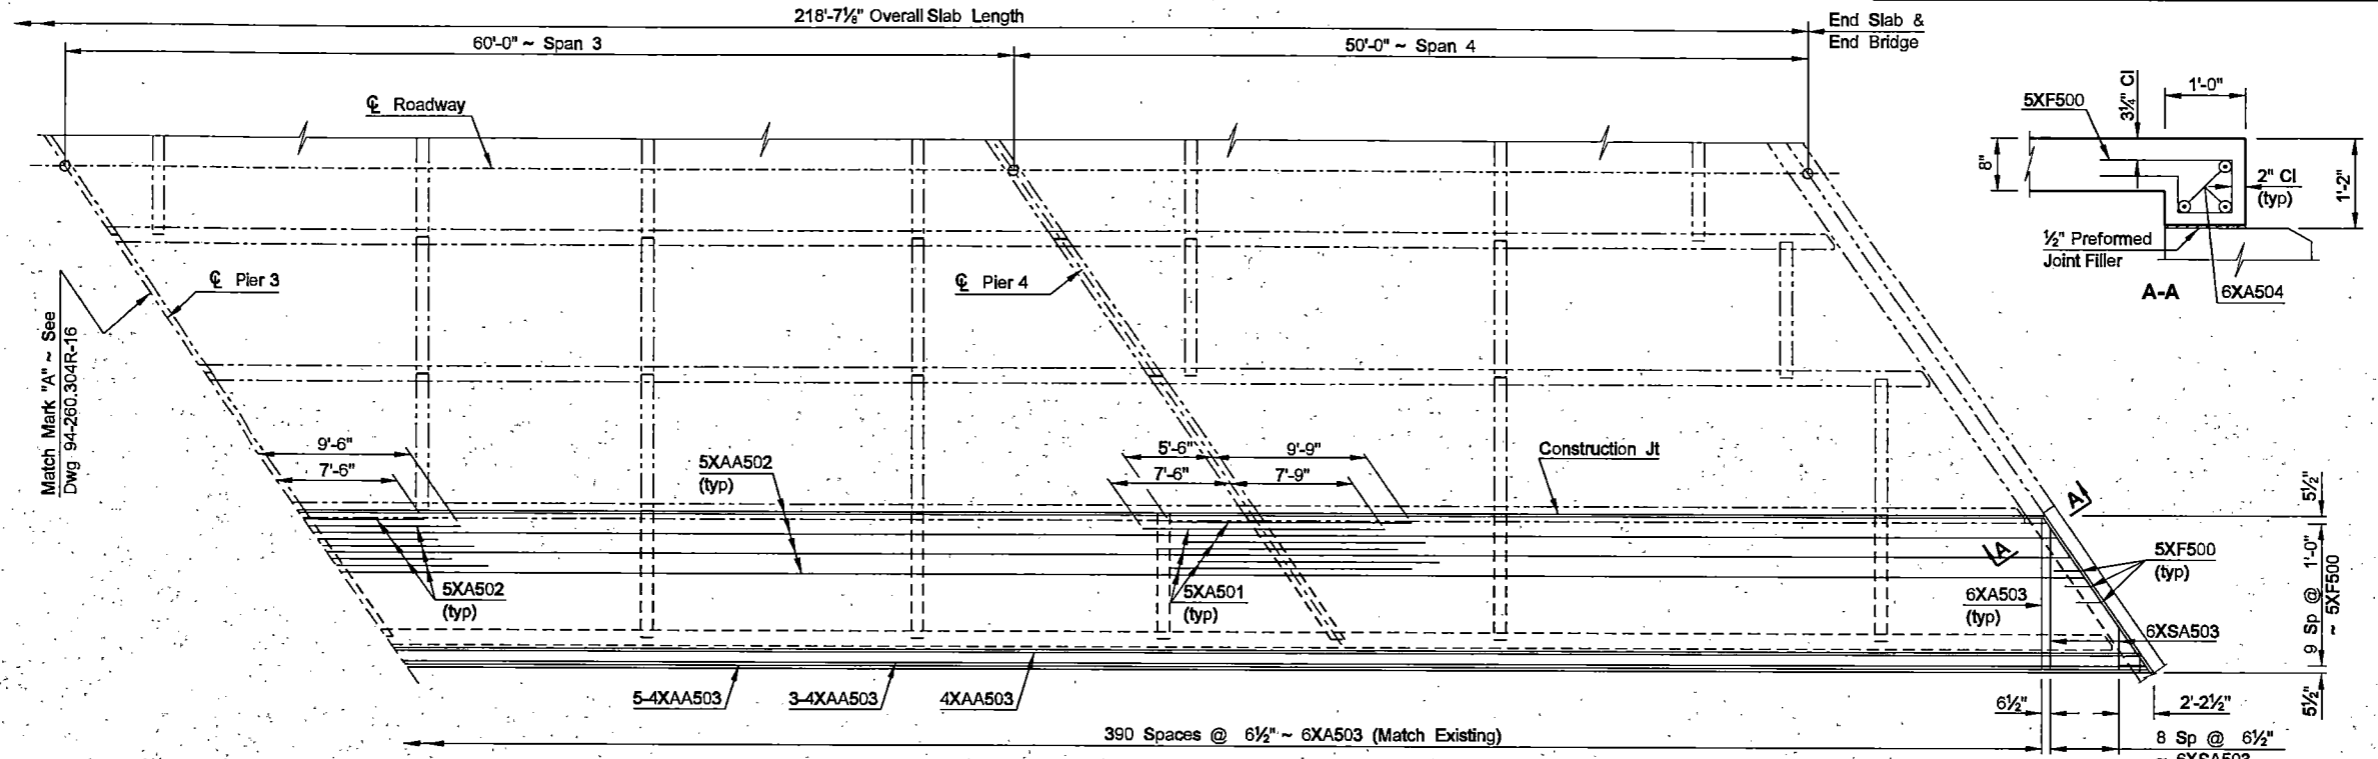 218'-7⅛" Overall Slab Length
End Slab &
End Bridge
60'-0" ~ Span 3
50'-0" ~ Span 4
℄ Roadway
5XF500
3¼" Cl
1'-0"
8"
2" Cl
(typ)
1'-2"
½" Preformed
Joint Filler
A-A
6XA504
℄ Pier 3
℄ Pier 4
Match Mark "A" ~ See
Dwg 94-260.304R-16
9'-6"
7'-6"
5XAA502
(typ)
5'-6"
9'-9"
7'-6"
7'-9"
Construction Jt
A
A
5½"
5XF500
(typ)
9 Sp @ 1'-0"
~ 5XF500
5XA502
(typ)
5XA501
(typ)
6XA503
(typ)
6XSA503
5-4XAA503
3-4XAA503
4XAA503
6½"
2'-2½"
5½"
390 Spaces @ 6½" ~ 6XA503 (Match Existing)
8 Sp @ 6½"
~ 6XSA503